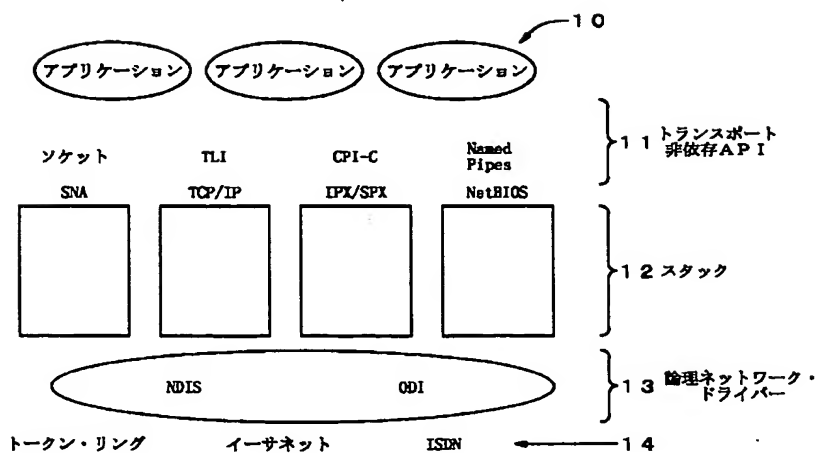 10
アプリケーション アプリケーション アプリケーション
ソケット TLI CPI-C Named Pipes
11 トランスポート
非依存API
SNA TCP/IP IPX/SPX NetBIOS
12 スタック
NDIS ODI
13 論理ネットワーク・
ドライバー
トークン・リング イーサネット ISDN 14